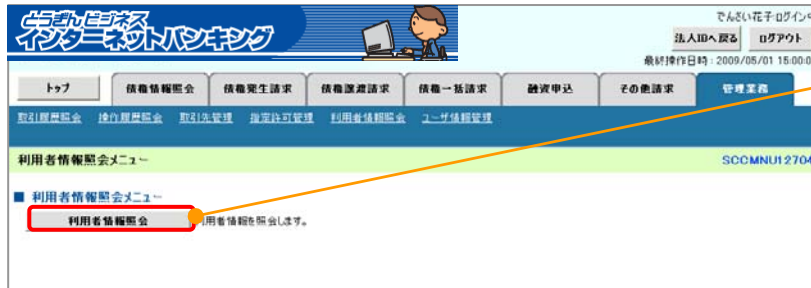 とうぎんビジネス
インターネットバンキング
でんさい花子 ログイン中
法人IDへ戻る ログアウト
最終操作日時：2009/05/01 15:00:0
トップ 債権情報照会 債権発生請求 債権譲渡請求 債権一括請求 融資申込 その他請求 管理業務
取引履歴照会 操作履歴照会 取引先管理 指定許可管理 利用者情報照会 ユーザ情報管理
利用者情報照会メニュー SCCMNU12704
■ 利用者情報照会メニュー
利用者情報照会 用者情報を照会します。